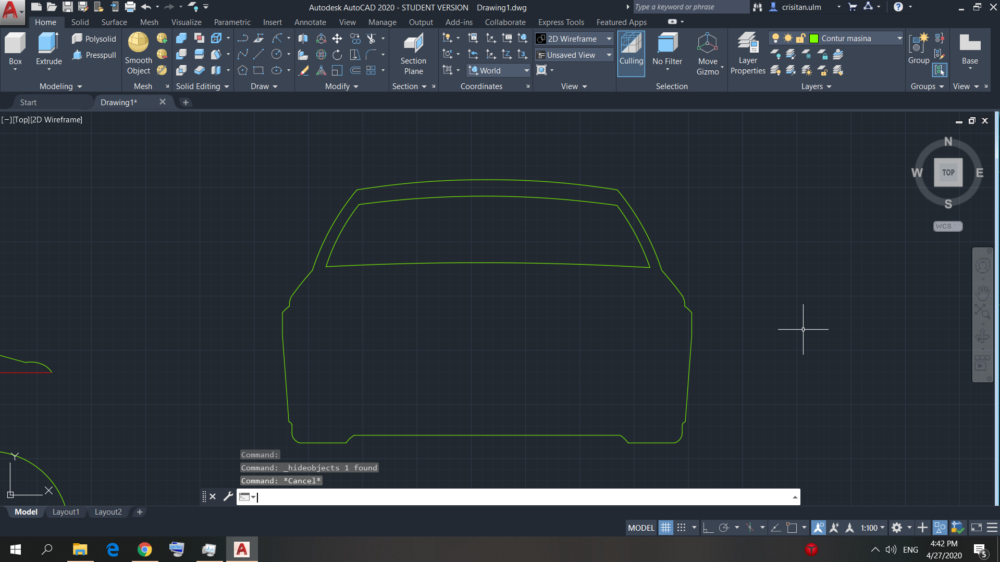 Autodesk AutoCAD 2020 - STUDENT VERSION Drawing1.dwg
Type a keyword or phrase
crisitan.ulm
Home Solid Surface Mesh Visualize Parametric Insert Annotate View Manage Output Add-ins Collaborate Express Tools Featured Apps
Box
Extrude
Polysolid
Presspull
Modeling
Smooth
Object
Mesh
Solid Editing
Draw
Modify
Section
Plane
Section
World
Coordinates
2D Wireframe
Unsaved View
View
Culling
No Filter
Move
Gizmo
Selection
Layer
Properties
Contur masina
Layers
Group
Groups
Base
View
Start
Drawing1*
[−][Top][2D Wireframe]
N
W
TOP
E
S
WCS
Y
X
Command:
Command: _hideobjects 1 found
Command: *Cancel*
Model Layout1 Layout2
MODEL
1:100
ENG
4:42 PM
4/27/2020
5